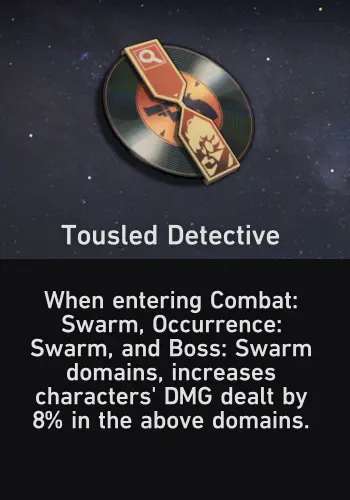 Tousled Detective
When entering Combat:
Swarm, Occurrence:
Swarm, and Boss: Swarm
domains, increases
characters' DMG dealt by
8% in the above domains.